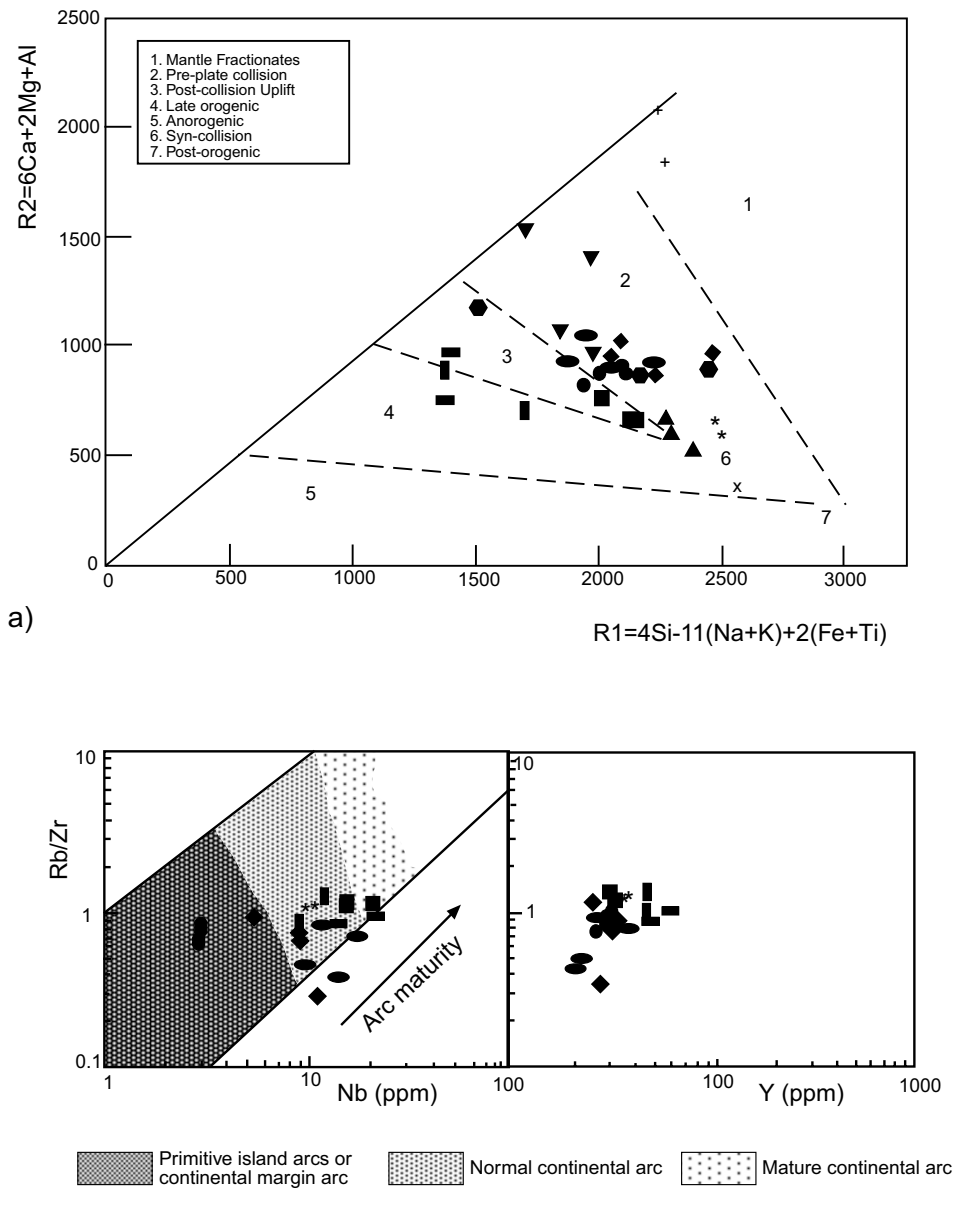 2500
R2=6Ca+2Mg+Al
1. Mantle Fractionates
2. Pre-plate collision
3. Post-collision Uplift
4. Late orogenic
5. Anorogenic
6. Syn-collision
7. Post-orogenic
2000
1
1500
2
1000
3
4
500
6
5
7
0
0 500 1000 1500 2000 2500 3000
a)
R1=4Si-11(Na+K)+2(Fe+Ti)
10 10
Rb/Zr
1 1
Arc maturity
0.1
1 10 100 100 1000
Nb (ppm) Y (ppm)
Primitive island arcs or
continental margin arc
Normal continental arc
Mature continental arc